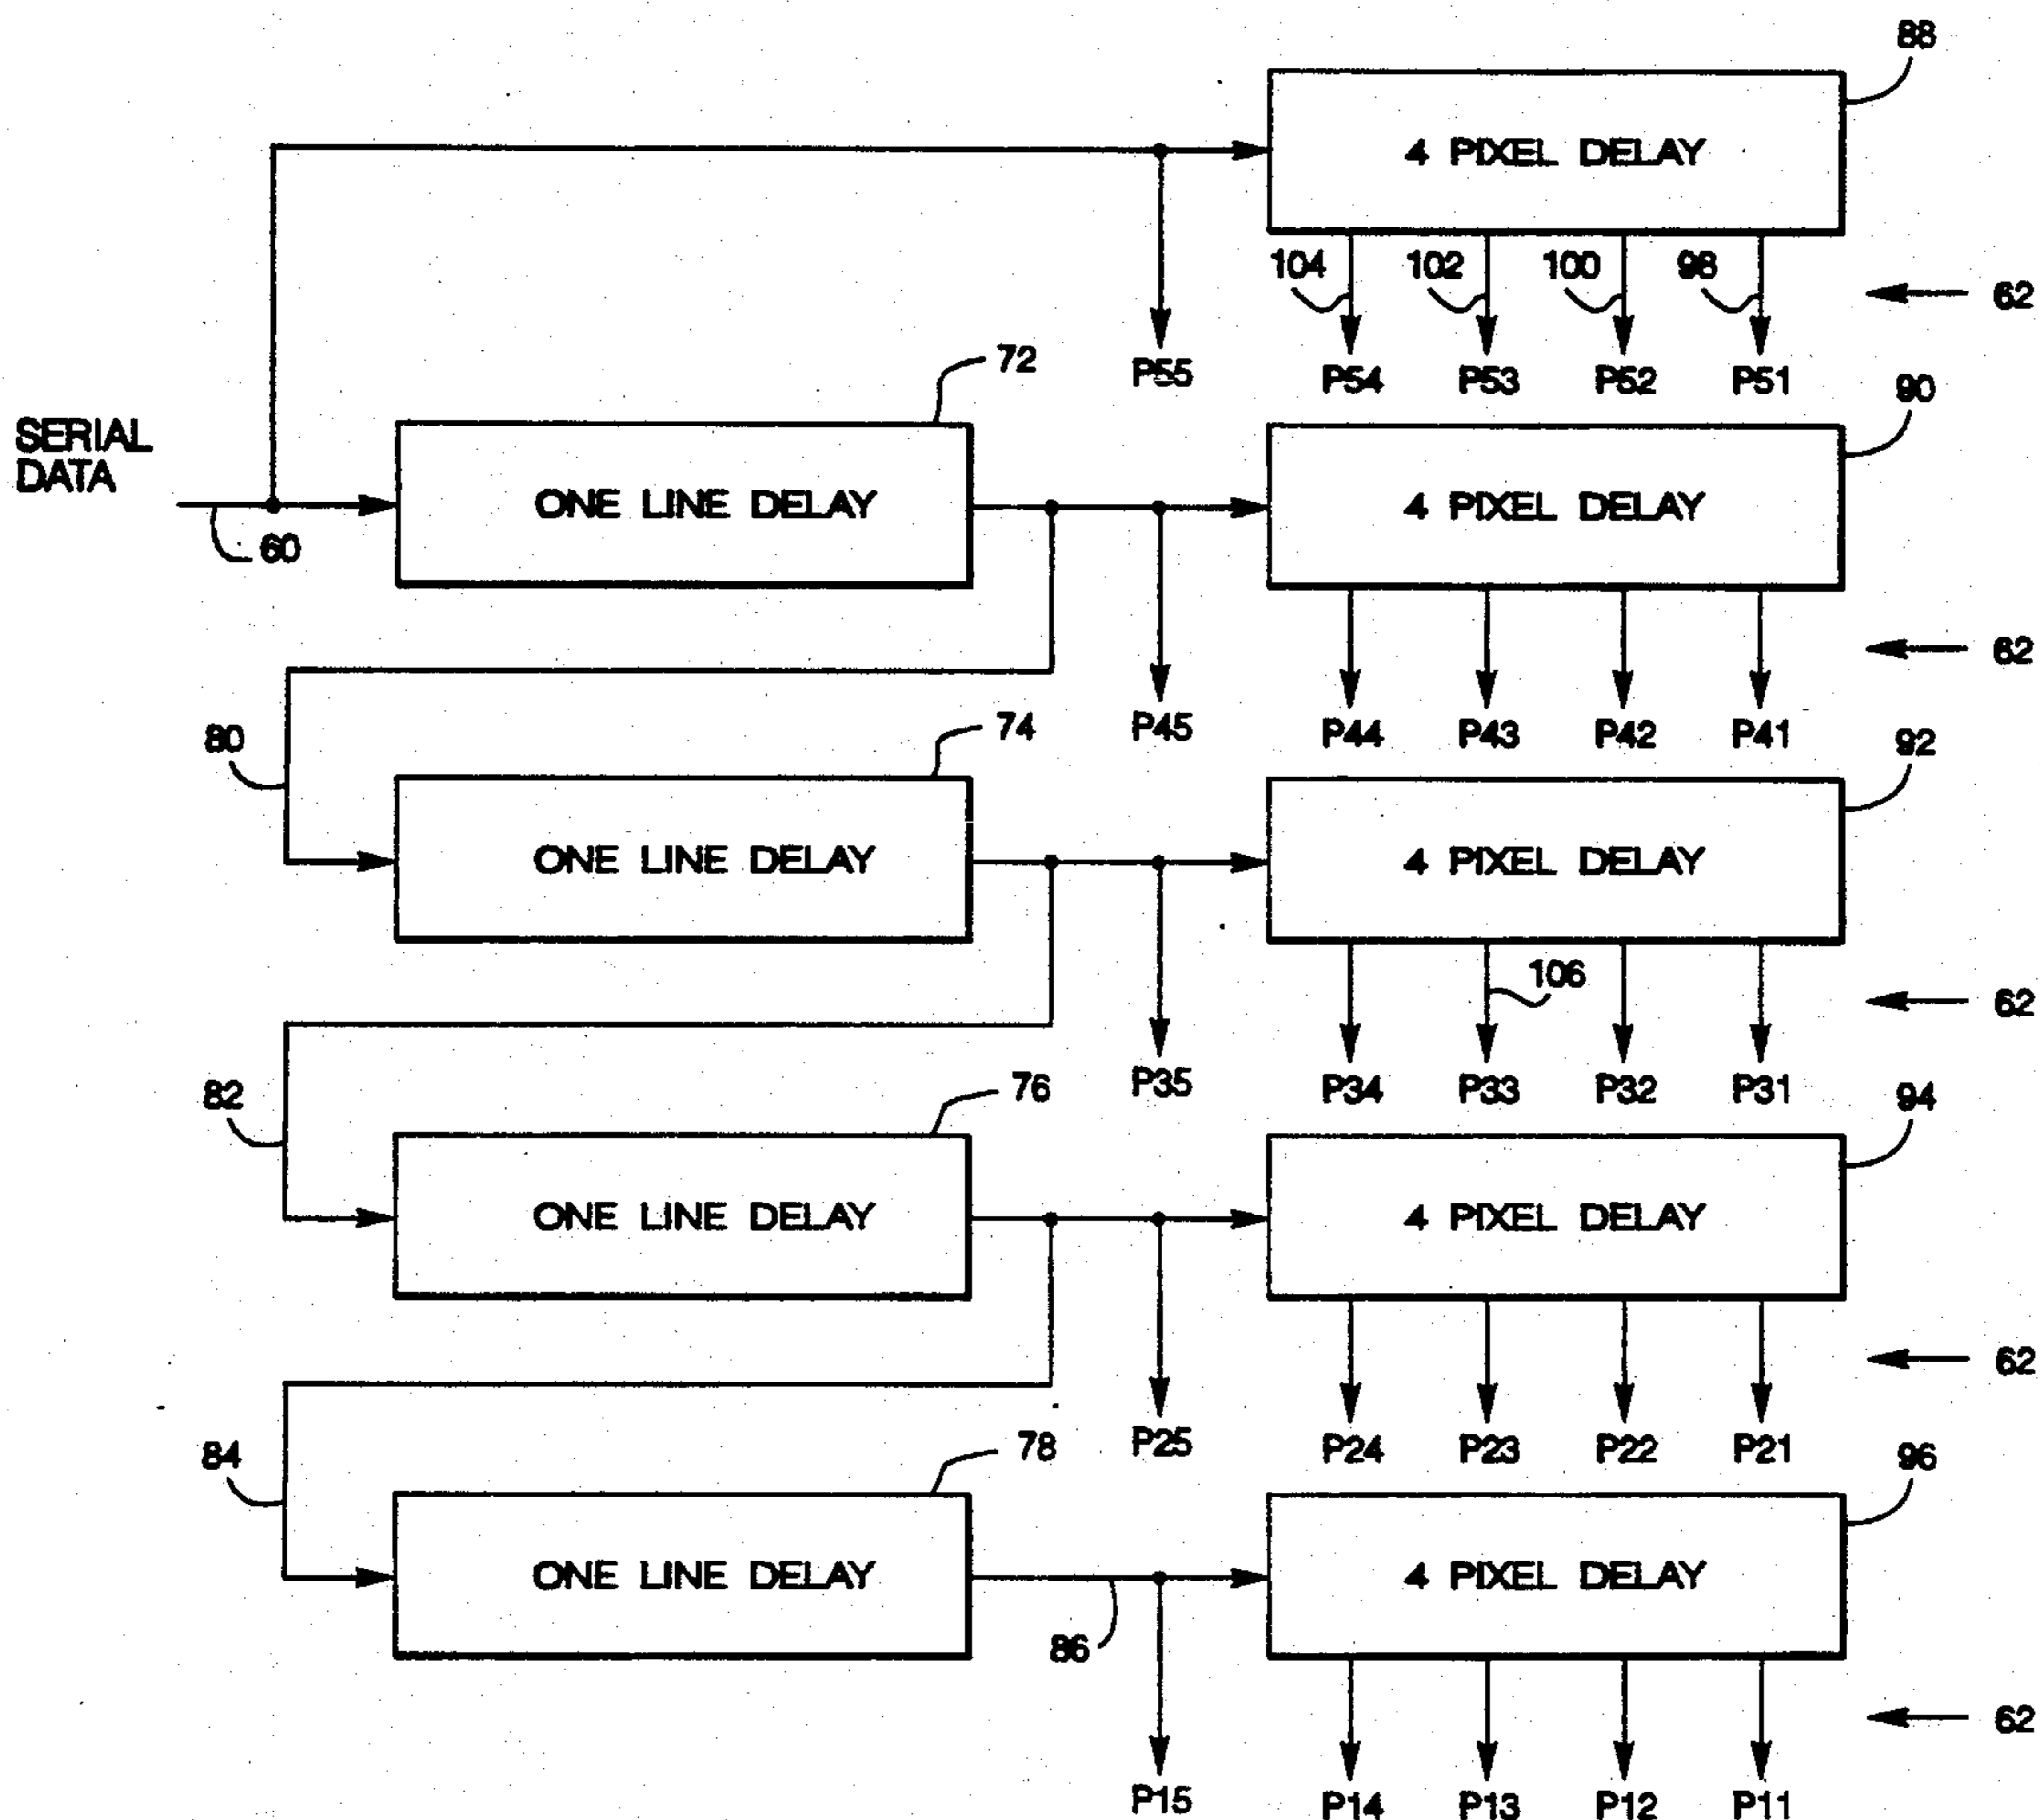 88
4 PIXEL DELAY
104 102 100 98
62
P55 P54 P53 P52 P51
72
90
SERIAL
DATA
60
ONE LINE DELAY
4 PIXEL DELAY
62
P45 P44 P43 P42 P41
80
74
92
ONE LINE DELAY
4 PIXEL DELAY
106
62
P35 P34 P33 P32 P31
82
76
94
ONE LINE DELAY
4 PIXEL DELAY
62
P25 P24 P23 P22 P21
84
78
96
ONE LINE DELAY
4 PIXEL DELAY
86
62
P15 P14 P13 P12 P11